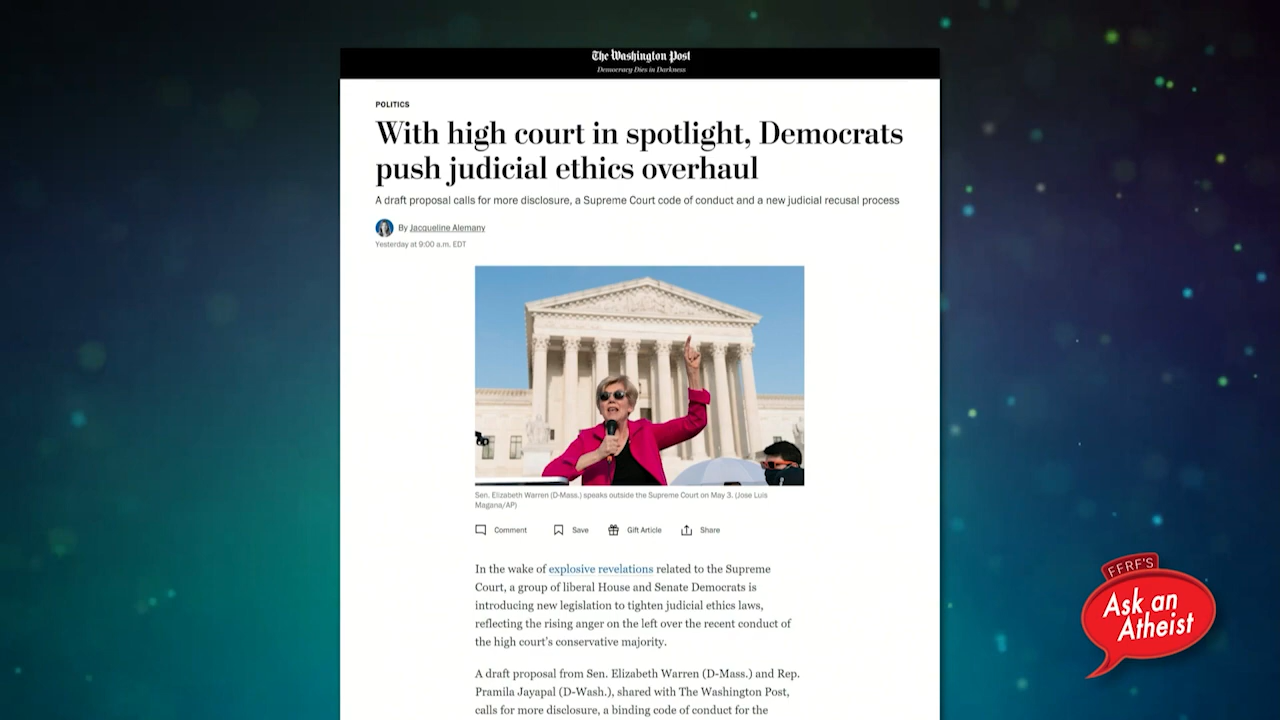 The Washington Post
Democracy Dies in Darkness
POLITICS
With high court in spotlight, Democrats
push judicial ethics overhaul
A draft proposal calls for more disclosure, a Supreme Court code of conduct and a new judicial recusal process
By Jacqueline Alemany
Yesterday at 9:00 a.m. EDT
Sen. Elizabeth Warren (D-Mass.) speaks outside the Supreme Court on May 3. (Jose Luis
Magana/AP)
Comment Save Gift Article Share
In the wake of explosive revelations related to the Supreme
Court, a group of liberal House and Senate Democrats is
introducing new legislation to tighten judicial ethics laws,
reflecting the rising anger on the left over the recent conduct of
the high court's conservative majority.
A draft proposal from Sen. Elizabeth Warren (D-Mass.) and Rep.
Pramila Jayapal (D-Wash.), shared with The Washington Post,
calls for more disclosure, a binding code of conduct for the
FFRF'S
Ask an
Atheist